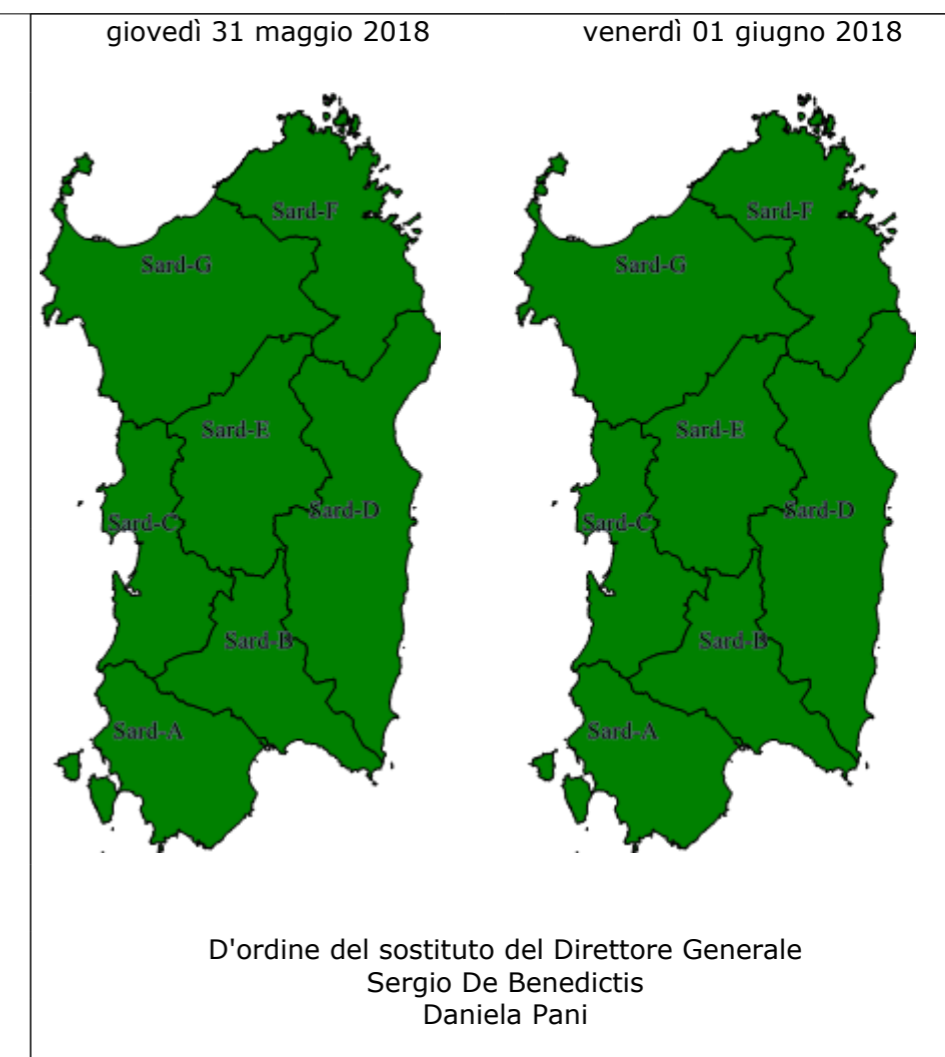 giovedì 31 maggio 2018
venerdì 01 giugno 2018
Sard-F
Sard-G
Sard-E
Sard-D
Sard-C
Sard-B
Sard-A
Sard-F
Sard-G
Sard-E
Sard-D
Sard-C
Sard-B
Sard-A
D'ordine del sostituto del Direttore Generale
Sergio De Benedictis
Daniela Pani